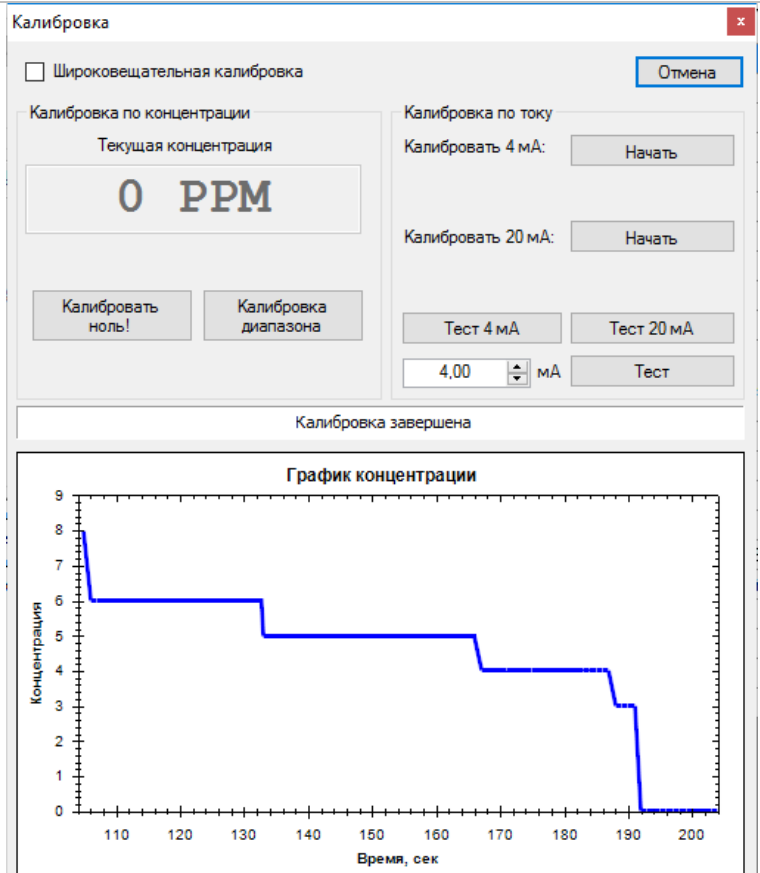 Калибровка
x
Широковещательная калибровка
Отмена
Калибровка по концентрации
Калибровка по току
Текущая концентрация
0 PPM
Калибровать 4 мА:
Начать
Калибровать 20 мА:
Начать
Калибровать
ноль!
Калибровка
диапазона
Тест 4 мА
Тест 20 мА
4,00
мА
Тест
Калибровка завершена
График концентрации
9
8
7
6
5
4
3
2
1
0
Концентрация
110 120 130 140 150 160 170 180 190 200
Время, сек